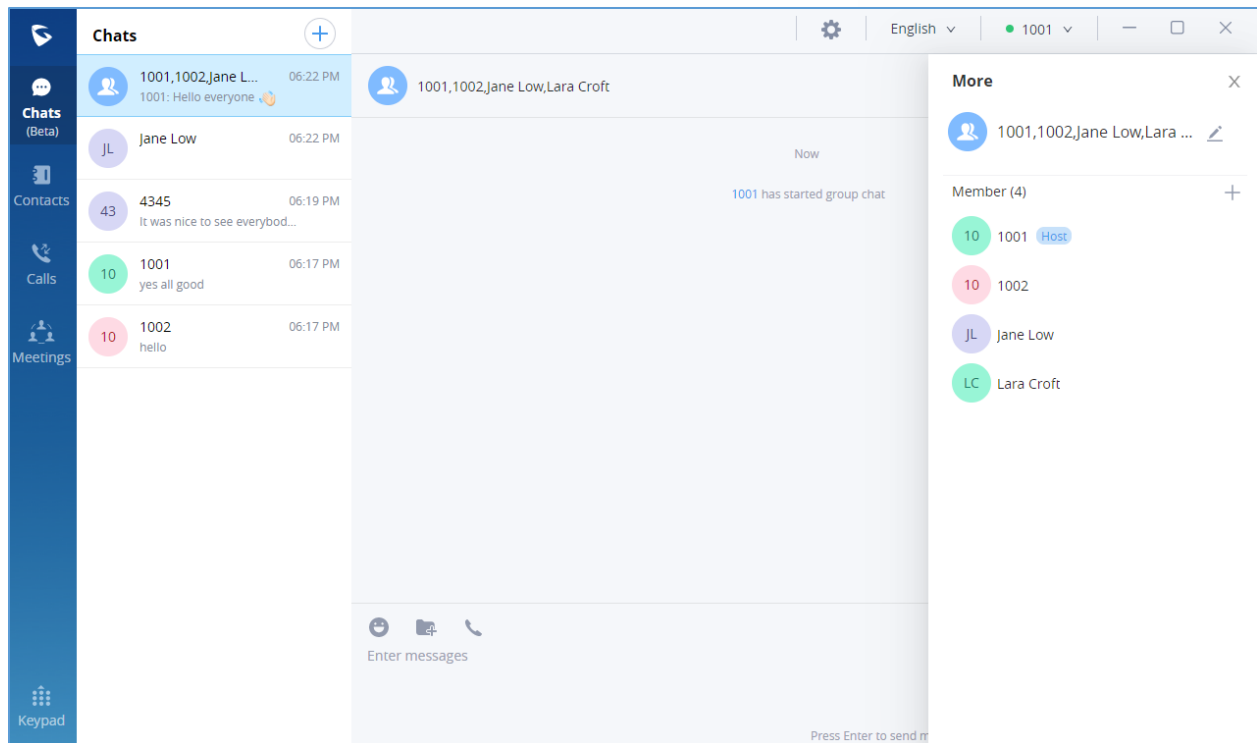 Chats
(Beta)
Contacts
Calls
Meetings
Keypad
Chats
1001,1002,Jane L... 06:22 PM
1001: Hello everyone 👋🏻
JL Jane Low 06:22 PM
43 4345 06:19 PM
It was nice to see everybod...
10 1001 06:17 PM
yes all good
10 1002 06:17 PM
hello
English 1001
1001,1002,Jane Low,Lara Croft
Now
1001 has started group chat
Enter messages
Press Enter to send m
More
1001,1002,Jane Low,Lara ...
Member (4)
10 1001 Host
10 1002
JL Jane Low
LC Lara Croft